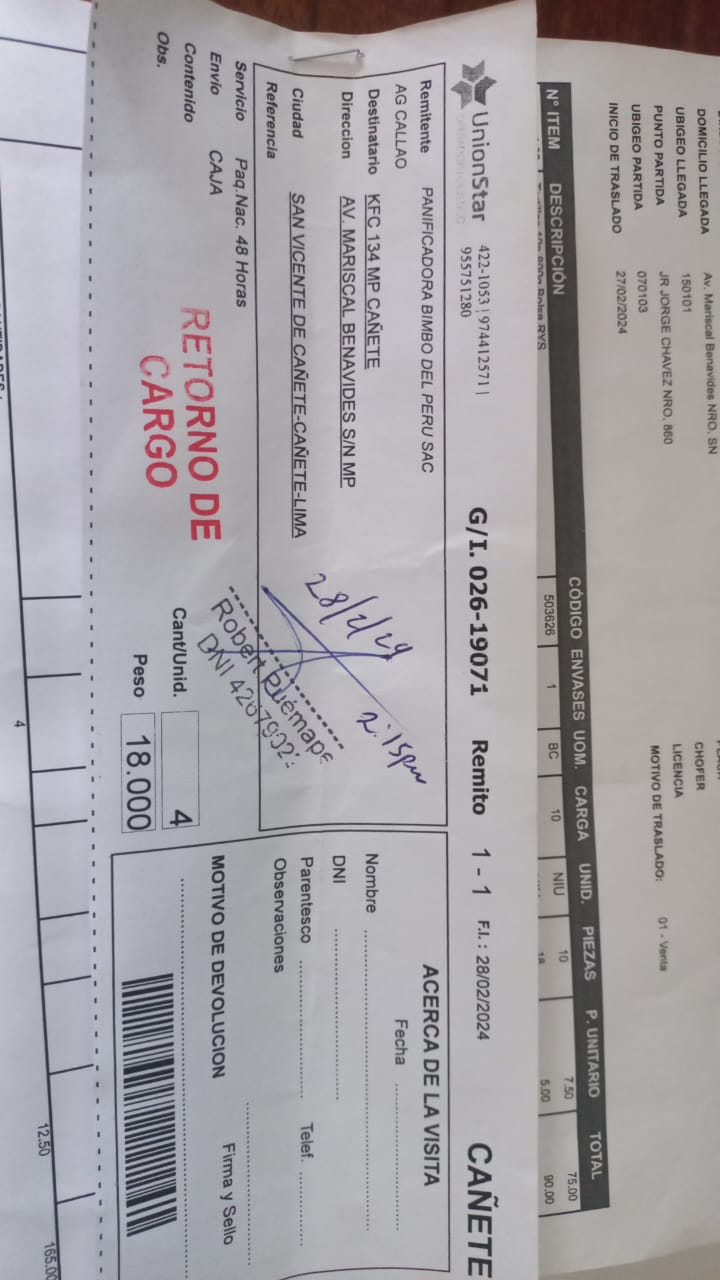 DOMICILIO LLEGADA Av. Mariscal Benavides NRO. SN
UBIGEO LLEGADA 150101
PUNTO PARTIDA JR JORGE CHAVEZ NRO. 860
UBIGEO PARTIDA 070103
INICIO DE TRASLADO 27/02/2024
CHOFER
LICENCIA
MOTIVO DE TRASLADO: 01 - Venta
N° ITEM DESCRIPCIÓN CÓDIGO ENVASES UOM. CARGA UNID. PIEZAS P. UNITARIO TOTAL
503626 1 BC 10 NIU 10 7.50 75.00
18 5.00 90.00
UnionStar 422-1053 | 974412571 |
955751280
G/I. 026-19071 Remito 1 - 1 F.I.: 28/02/2024 CAÑETE
Remitente PANIFICADORA BIMBO DEL PERU SAC
AG CALLAO
Destinatario KFC 134 MP CAÑETE
Direccion AV. MARISCAL BENAVIDES S/N MP
Ciudad SAN VICENTE DE CAÑETE-CAÑETE-LIMA
Referencia
28/2/24
2:15pm
Robert
DNI
Servicio Paq.Nac. 48 Horas
Envio CAJA
Contenido
Obs.
RETORNO DE
CARGO
Cant/Unid. 4
Peso 18.000
ACERCA DE LA VISITA
Fecha
Nombre
DNI
Parentesco Telef.
Observaciones
MOTIVO DE DEVOLUCION
Firma y Sello
4
12.50
165.00